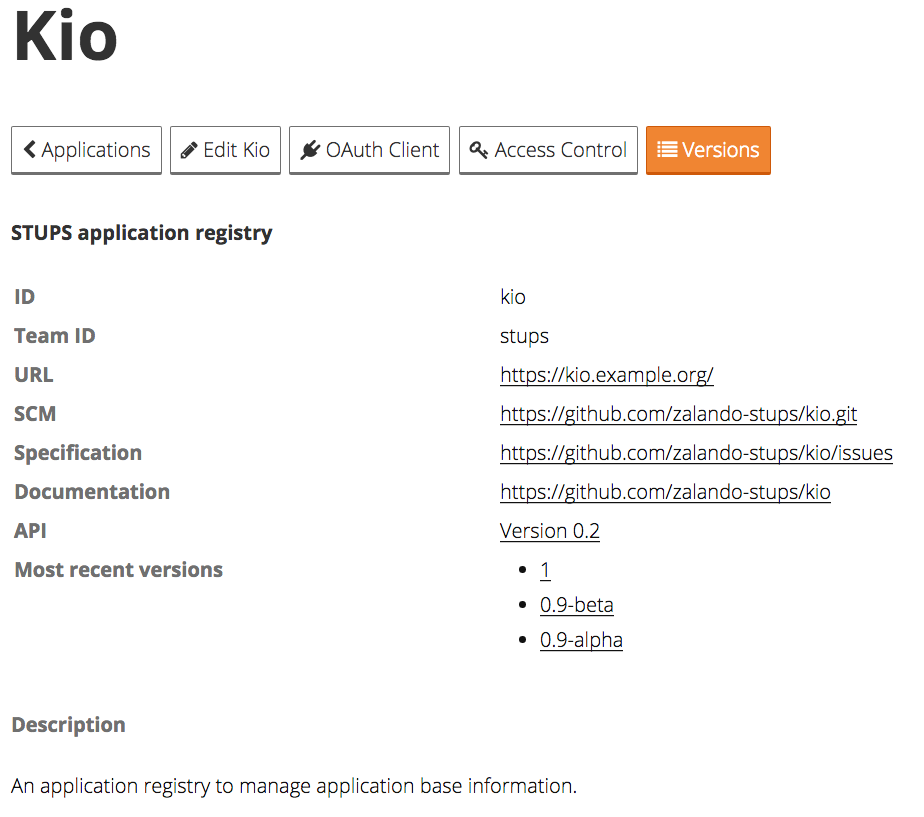 Kio
Applications Edit Kio OAuth Client Access Control Versions
STUPS application registry
ID kio
Team ID stups
URL https://kio.example.org/
SCM https://github.com/zalando-stups/kio.git
Specification https://github.com/zalando-stups/kio/issues
Documentation https://github.com/zalando-stups/kio
API Version 0.2
Most recent versions • 1
• 0.9-beta
• 0.9-alpha
Description
An application registry to manage application base information.